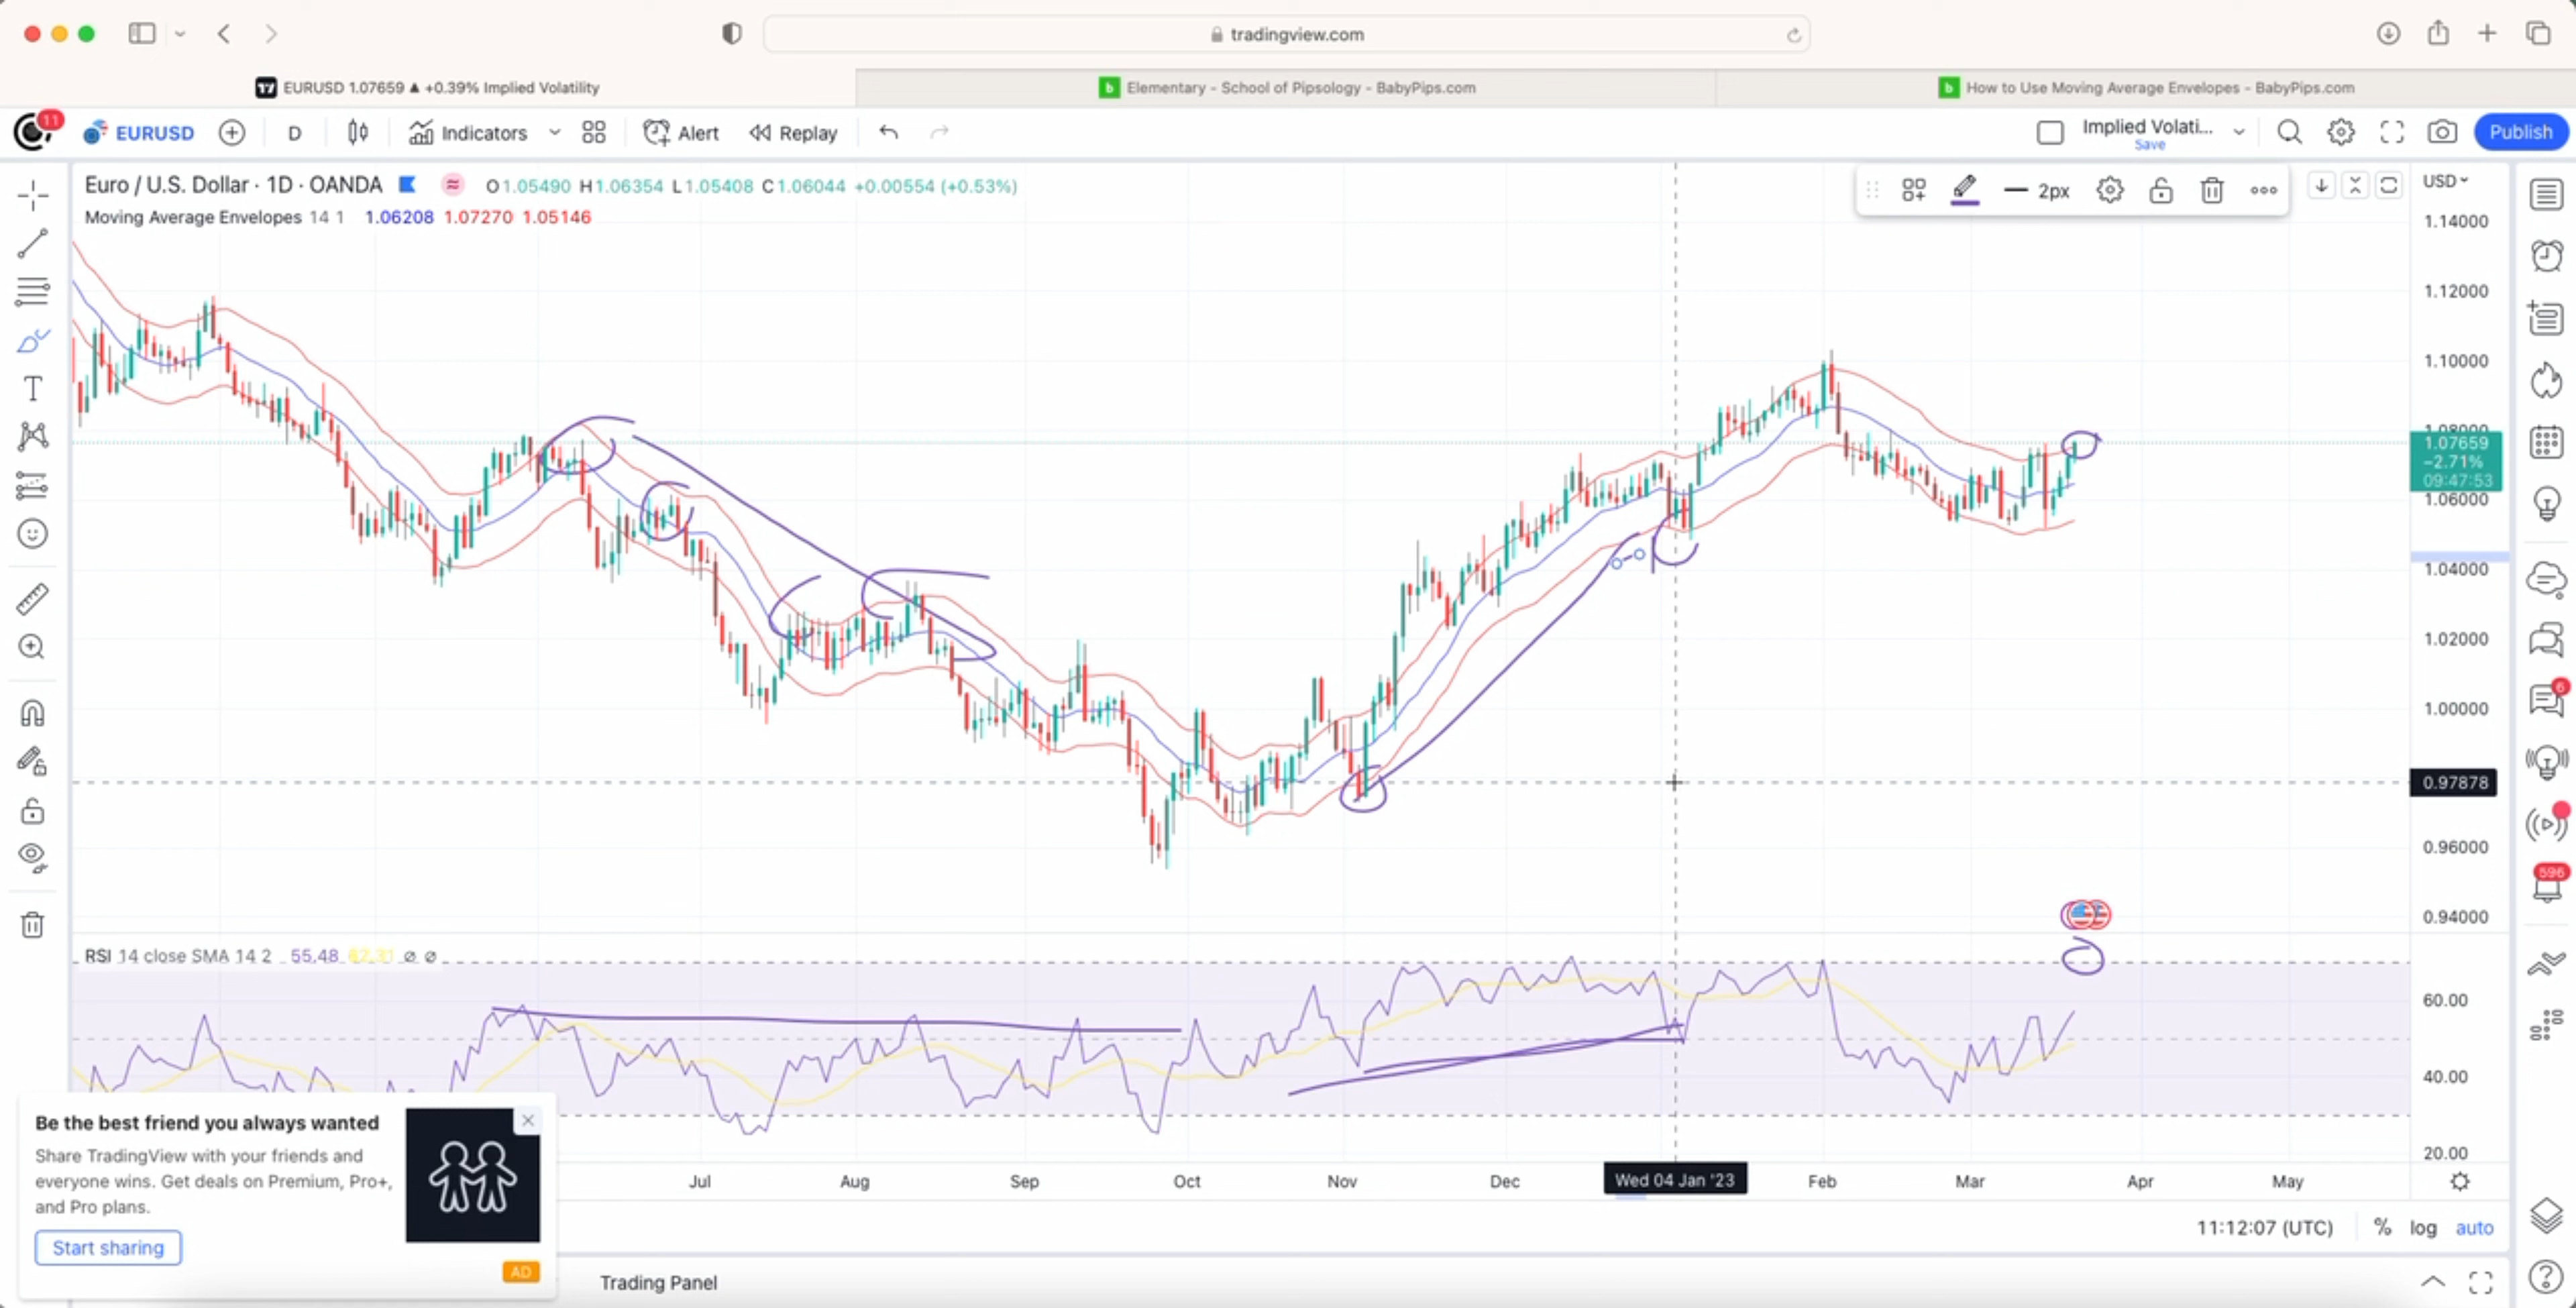 tradingview.com
EURUSD 1.07659 ▲ +0.39% Implied Volatility
Elementary - School of Pipsology - BabyPips.com
How to Use Moving Average Envelopes - BabyPips.com
11
EURUSD
D
Indicators
Alert
Replay
Implied Volati...
Save
Publish
Euro / U.S. Dollar · 1D · OANDA
O1.05490 H1.06354 L1.05408 C1.06044 +0.00554 (+0.53%)
Moving Average Envelopes 14 1 1.06208 1.07270 1.05146
2px
USD
1.14000
1.12000
1.10000
1.08000
1.07659
−2.71%
09:47:53
1.06000
1.04000
1.02000
1.00000
0.97878
0.96000
0.94000
6
596
RSI 14 close SMA 14 2 55.48
60.00
40.00
20.00
Jul
Aug
Sep
Oct
Nov
Dec
Wed 04 Jan '23
Feb
Mar
Apr
May
Be the best friend you always wanted
Share TradingView with your friends and
everyone wins. Get deals on Premium, Pro+,
and Pro plans.
Start sharing
AD
11:12:07 (UTC)
%
log
auto
Trading Panel